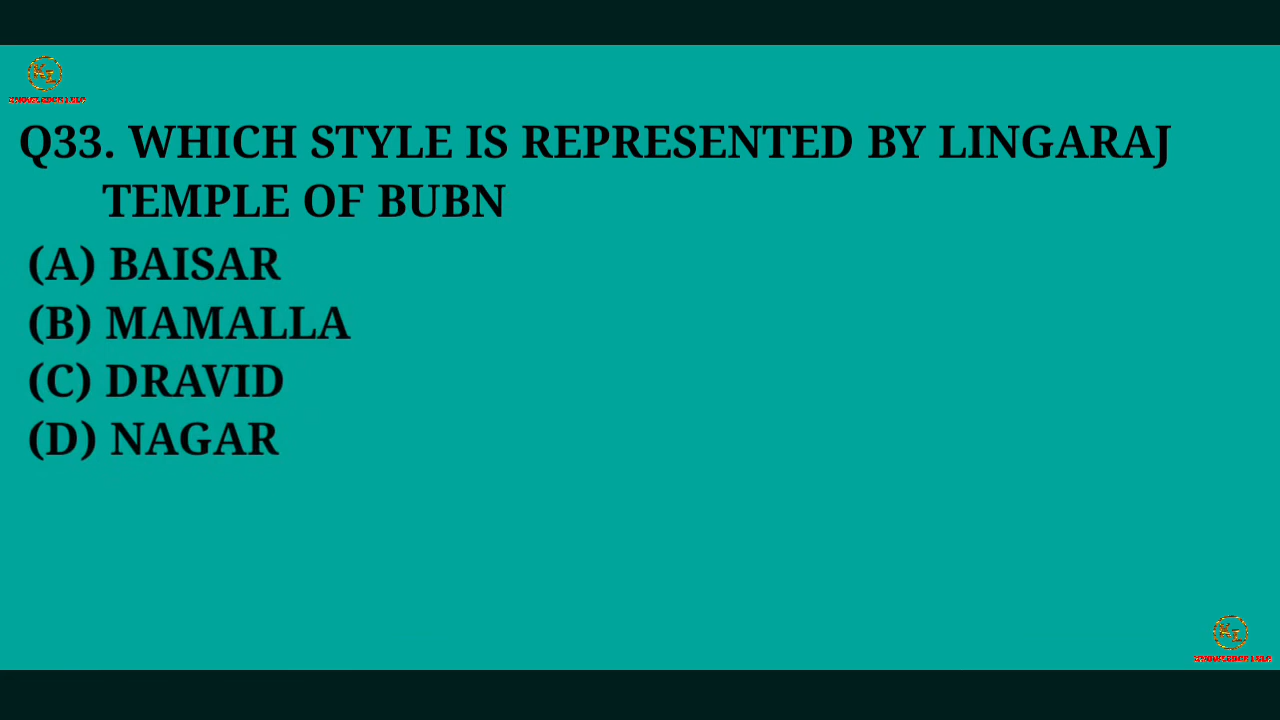 Q33. WHICH STYLE IS REPRESENTED BY LINGARAJ
TEMPLE OF BUBN
(A) BAISAR
(B) MAMALLA
(C) DRAVID
(D) NAGAR